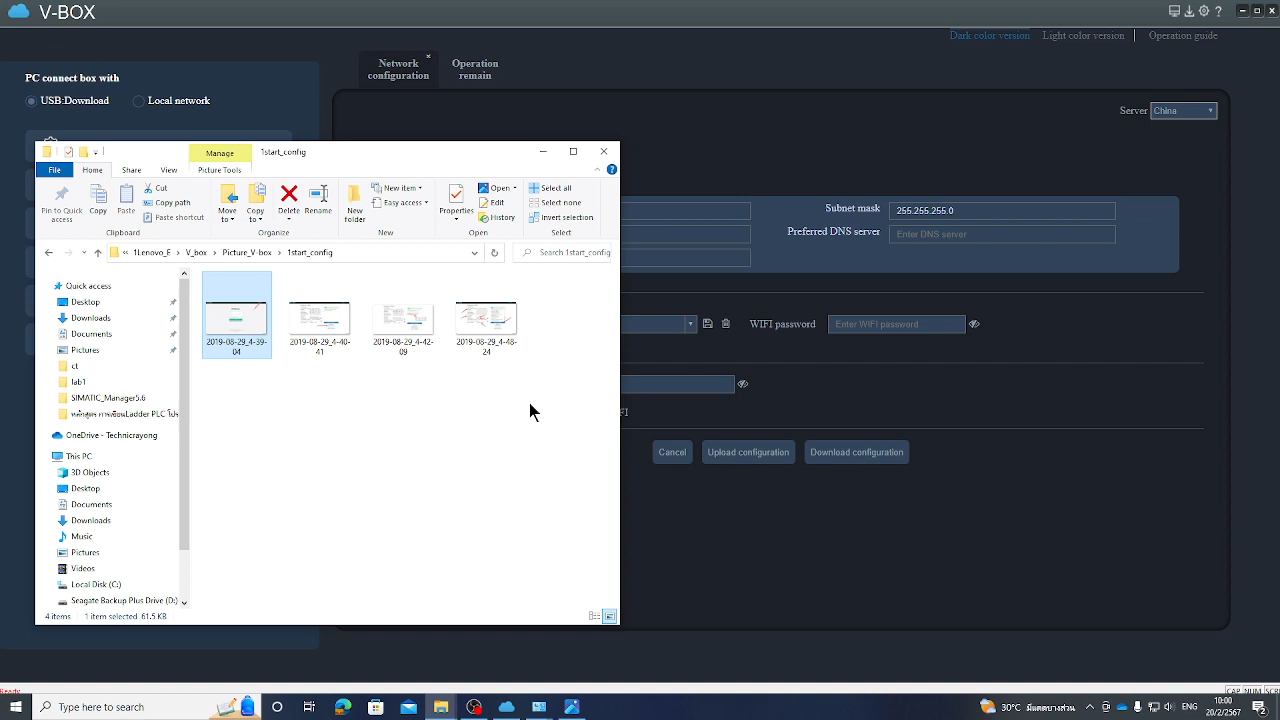 V-BOX
Dark color version Light color version Operation guide
PC connect box with
USB:Download Local network
Network configuration
Operation remain
Server China
Manage 1start_config
File Home Share View Picture Tools
Pin to Quick access
Copy
Paste
Cut
Copy path
Paste shortcut
Clipboard
Move to
Copy to
Delete
Rename
Organize
New folder
New item
Easy access
New
Properties
Open
Edit
History
Open
Select all
Select none
Invert selection
Select
« 1Lenovo_E › V_box › Picture_V-box › 1start_config
Search 1start_config
Quick access
Desktop
Downloads
Documents
Pictures
ct
lab1
SIMATIC_Manager5.6
OneDrive - Technicrayong
This PC
3D Objects
Desktop
Documents
Downloads
Music
Pictures
Videos
Local Disk (C:)
Seagate Backup Plus Drive (D:)
2019-08-29_4-39-04
2019-08-29_4-40-41
2019-08-29_4-42-09
2019-08-29_4-48-24
4 items 1 item selected 61.5 KB
Subnet mask 255.255.255.0
Preferred DNS server Enter DNS server
WIFI password Enter WIFI password
FI
Cancel Upload configuration Download configuration
Ready
CAP NUM SCRL
Type here to search
30°C
ENG
10:00
20/2/2567